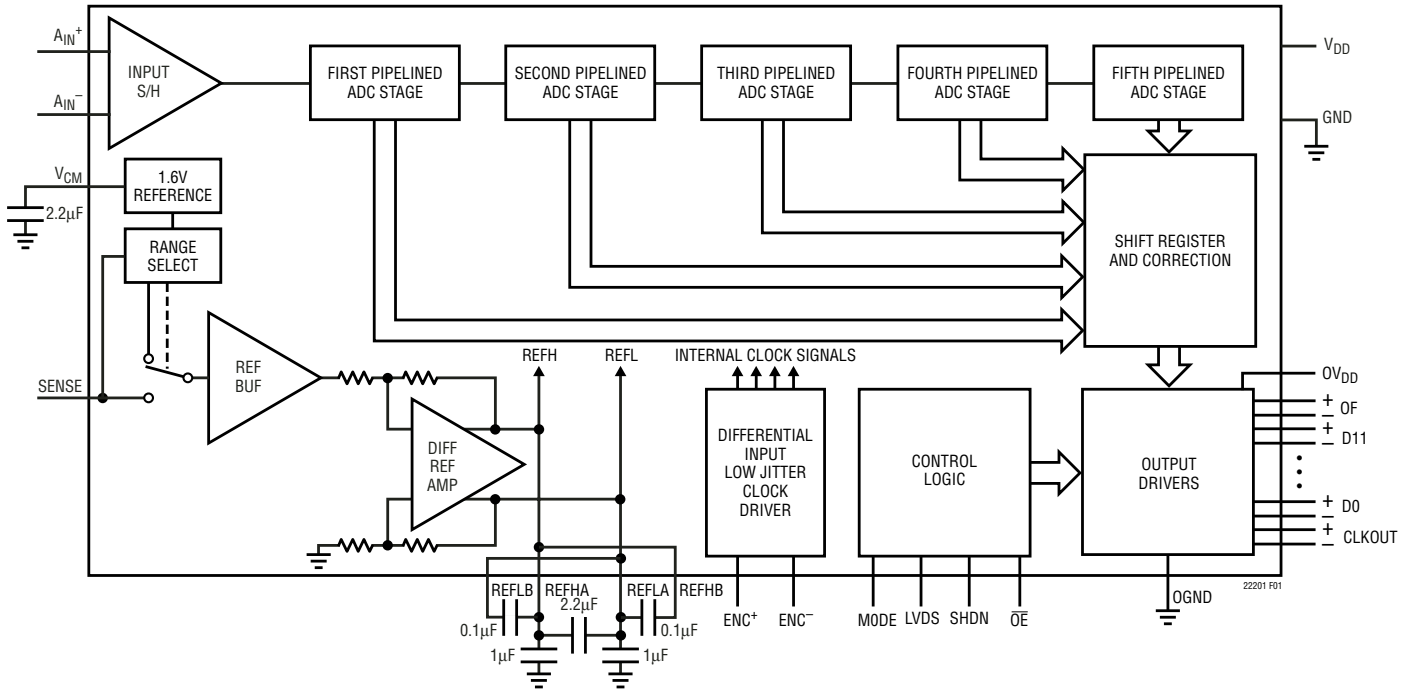 AIN+
AIN−
INPUT
S/H
FIRST PIPELINED
ADC STAGE
SECOND PIPELINED
ADC STAGE
THIRD PIPELINED
ADC STAGE
FOURTH PIPELINED
ADC STAGE
FIFTH PIPELINED
ADC STAGE
VDD
GND
VCM
2.2µF
1.6V
REFERENCE
RANGE
SELECT
SHIFT REGISTER
AND CORRECTION
SENSE
REF
BUF
DIFF
REF
AMP
REFH
REFL
INTERNAL CLOCK SIGNALS
DIFFERENTIAL
INPUT
LOW JITTER
CLOCK
DRIVER
CONTROL
LOGIC
OUTPUT
DRIVERS
OVDD
+
− OF
+
− D11
+
− D0
+
− CLKOUT
REFLB
REFHA
REFLA
REFHB
2.2µF
0.1µF
0.1µF
1µF
1µF
ENC+
ENC−
MODE
LVDS
SHDN
O̅E̅
OGND
22201 F01